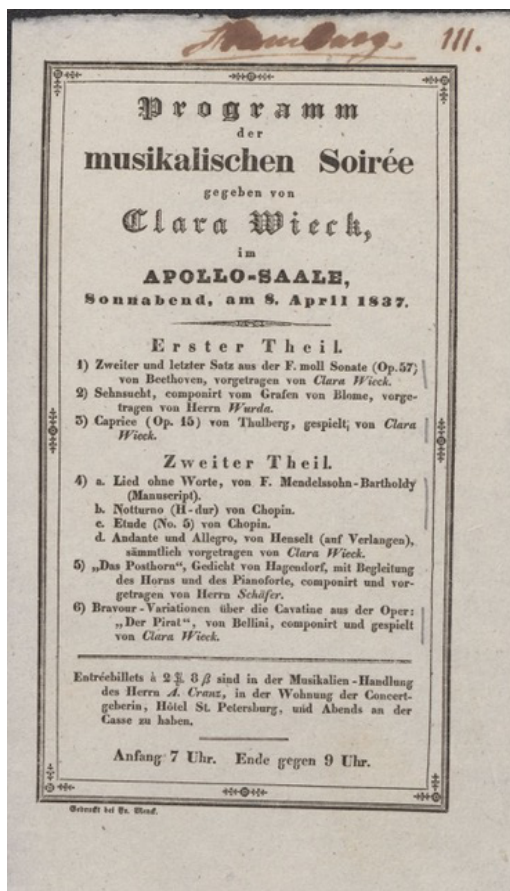 Hamburg. III.
Programm
der
musikalischen Soirée
gegeben von
Clara Wieck,
im
APOLLO-SAALE,
Sonnabend, am 8. April 1837.
Erster Theil.
1) Zweiter und letzter Satz aus der F. moll Sonate (Op. 57)
von Beethoven, vorgetragen von Clara Wieck.
2) Sehnsucht, componirt vom Grafen von Blome, vorge-
tragen von Herrn Wurda.
3) Caprice (Op. 15) von Thulberg, gespielt, von Clara
Wieck.
Zweiter Theil.
4) a. Lied ohne Worte, von F. Mendelssohn-Bartholdy
(Manuscript).
b. Notturno (H-dur) von Chopin.
c. Etude (No. 5) von Chopin.
d. Andante und Allegro, von Henselt (auf Verlangen),
sämmtlich vorgetragen von Clara Wieck.
5) „Das Posthorn“, Gedicht von Hagendorf, mit Begleitung
des Horns und des Pianoforte, componirt und vor-
getragen von Herrn Schäfer.
6) Bravour-Variationen über die Cavatine aus der Oper:
„Der Pirat“, von Bellini, componirt und gespielt
von Clara Wieck.
Entréebillets à 2 ₻. 8 β sind in der Musikalien-Handlung
des Herrn A. Cranz, in der Wohnung der Concert-
geberin, Hôtel St. Petersburg, und Abends an der
Casse zu haben.
Anfang 7 Uhr. Ende gegen 9 Uhr.
Gedruckt bei